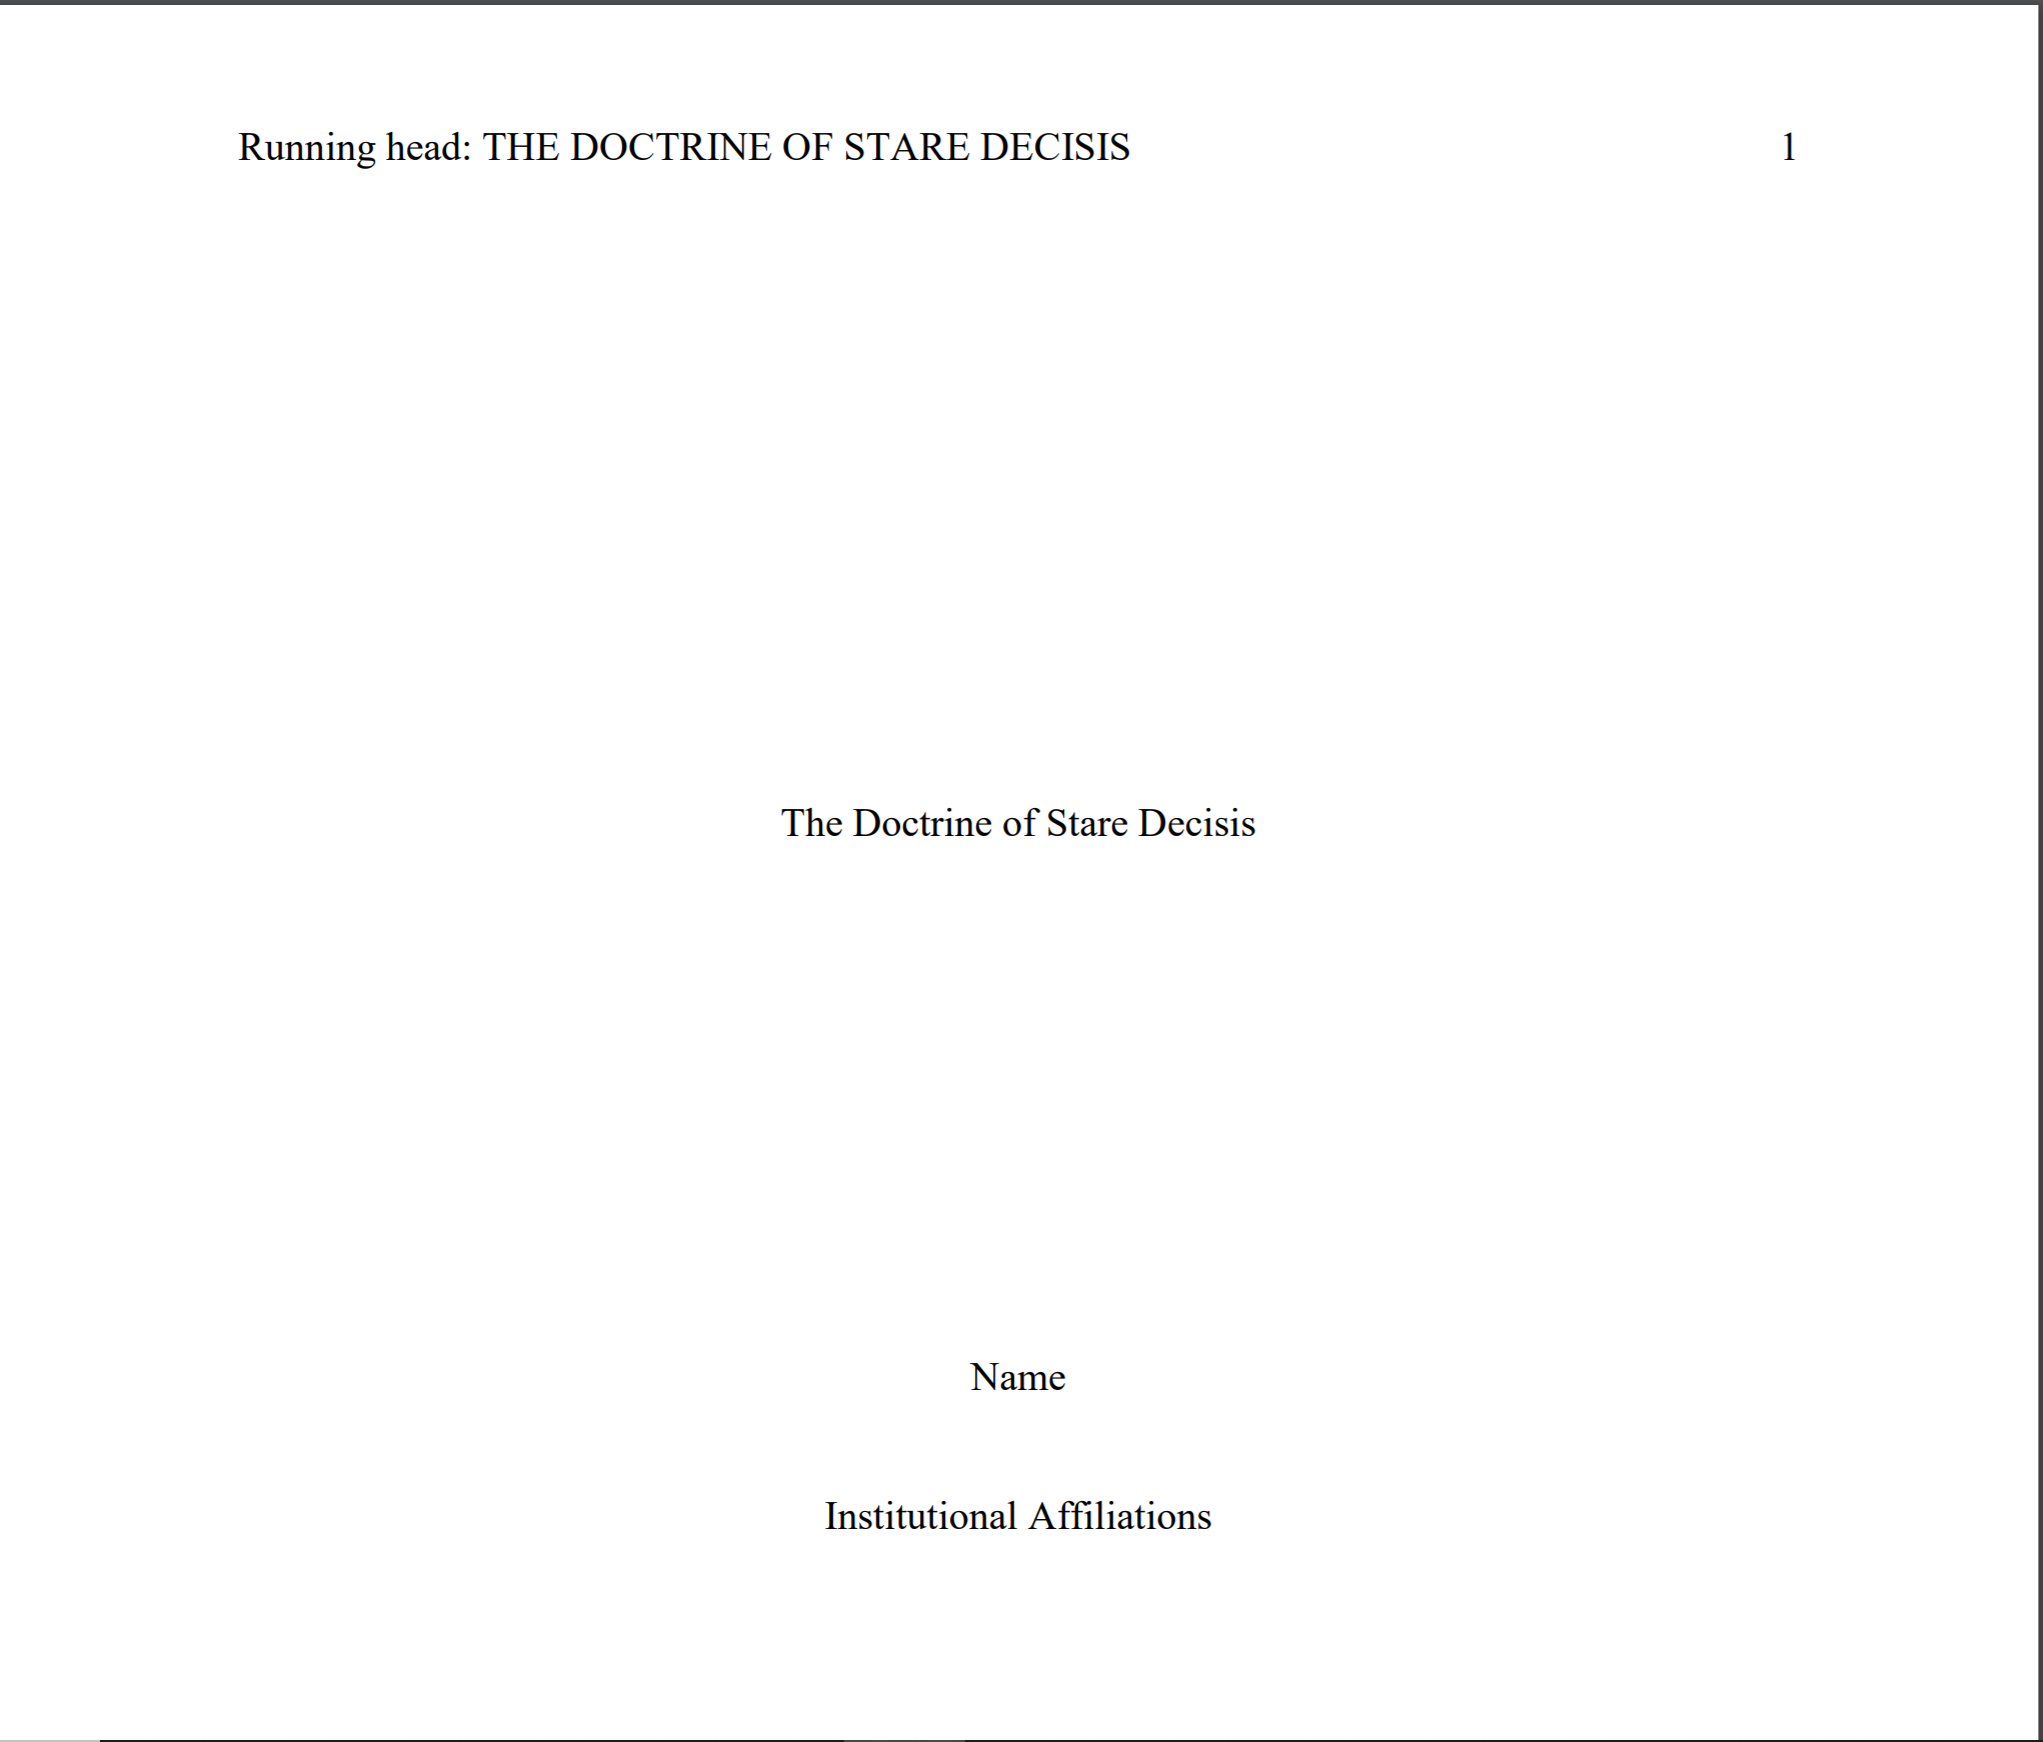 Running head: THE DOCTRINE OF STARE DECISIS 1
The Doctrine of Stare Decisis
Name
Institutional Affiliations